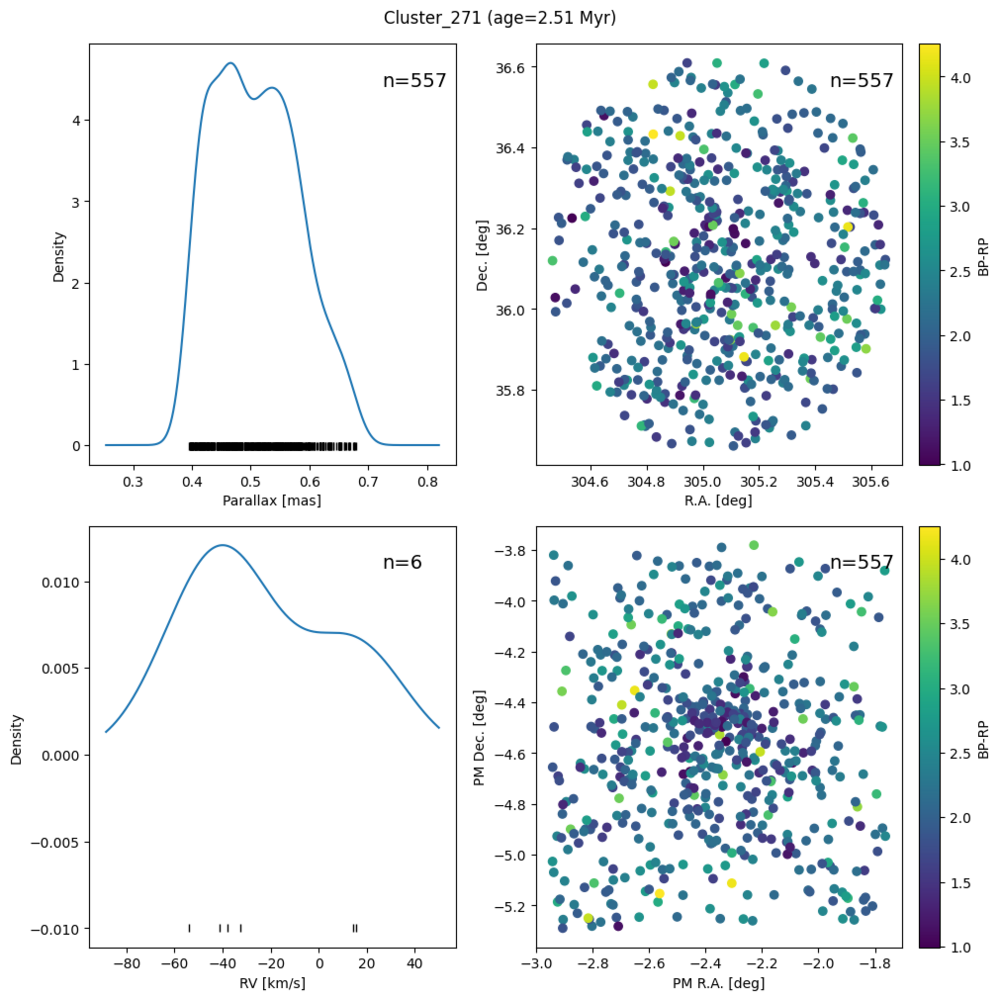 Cluster_271 (age=2.51 Myr)
n=557
Density
4
3
2
1
0
0.3 0.4 0.5 0.6 0.7 0.8
Parallax [mas]
n=557
Dec. [deg]
36.6
36.4
36.2
36.0
35.8
304.6 304.8 305.0 305.2 305.4 305.6
R.A. [deg]
4.0
3.5
3.0
2.5
2.0
1.5
1.0
BP-RP
n=6
Density
0.010
0.005
0.000
−0.005
−0.010
−80 −60 −40 −20 0 20 40
RV [km/s]
n=557
PM Dec. [deg]
−3.8
−4.0
−4.2
−4.4
−4.6
−4.8
−5.0
−5.2
−3.0 −2.8 −2.6 −2.4 −2.2 −2.0 −1.8
PM R.A. [deg]
4.0
3.5
3.0
2.5
2.0
1.5
1.0
BP-RP